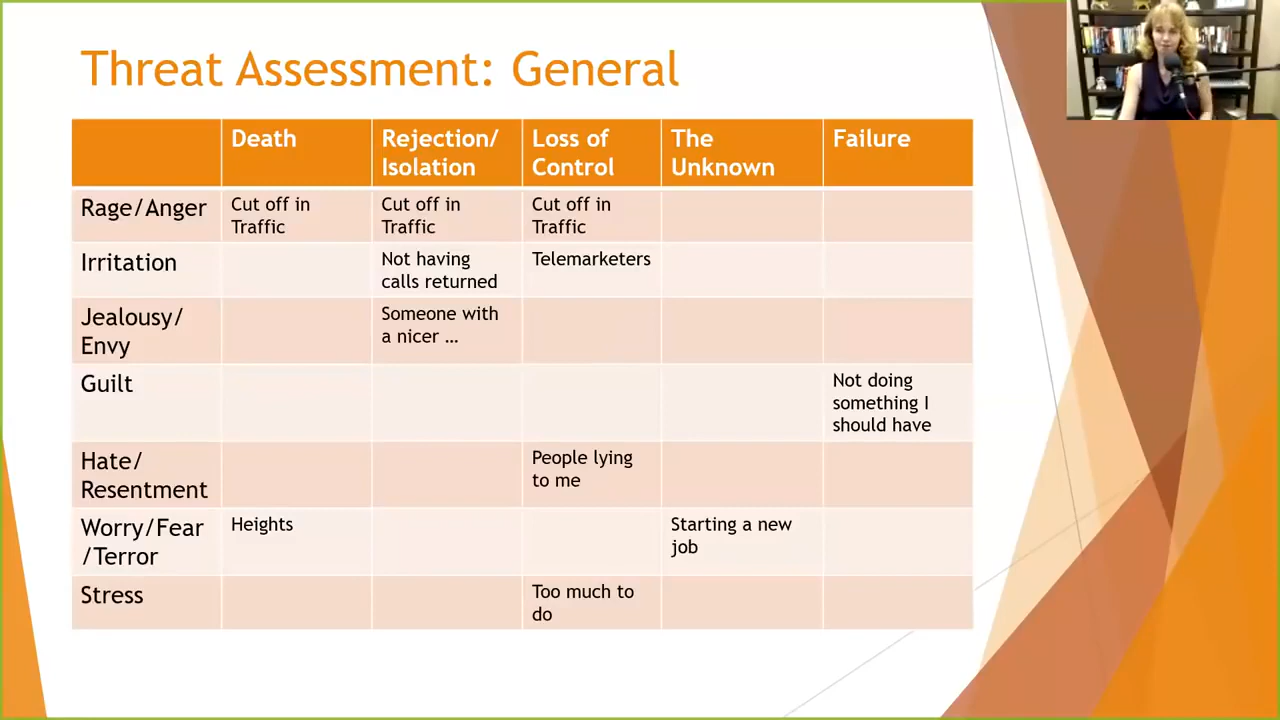 Threat Assessment: General
Death
Rejection/
Isolation
Loss of
Control
The
Unknown
Failure
Rage/Anger
Cut off in
Traffic
Cut off in
Traffic
Cut off in
Traffic
Irritation
Not having
calls returned
Telemarketers
Jealousy/
Envy
Someone with
a nicer …
Guilt
Not doing
something I
should have
Hate/
Resentment
People lying
to me
Worry/Fear
/Terror
Heights
Starting a new
job
Stress
Too much to
do